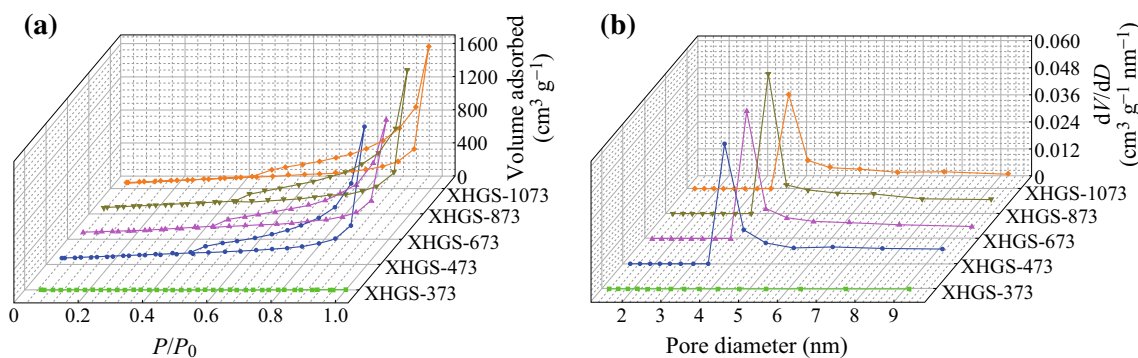 (a)
1600
1200
800
400
0
Volume adsorbed
(cm³ g⁻¹)
XHGS-1073
XHGS-873
XHGS-673
XHGS-473
XHGS-373
0 0.2 0.4 0.6 0.8 1.0
P/P₀
(b)
0.060
0.048
0.036
0.024
0.012
0
dV/dD
(cm³ g⁻¹ nm⁻¹)
XHGS-1073
XHGS-873
XHGS-673
XHGS-473
XHGS-373
2 3 4 5 6 7 8 9
Pore diameter (nm)